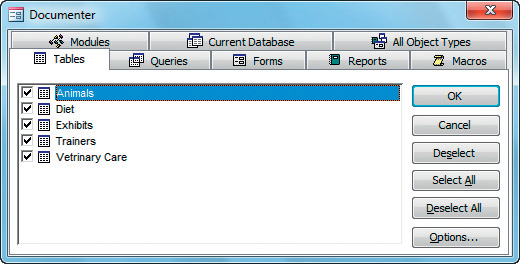 Documenter
Modules Current Database All Object Types
Tables Queries Forms Reports Macros
Animals
Diet
Exhibits
Trainers
Vetrinary Care
OK
Cancel
Deselect
Select All
Deselect All
Options...